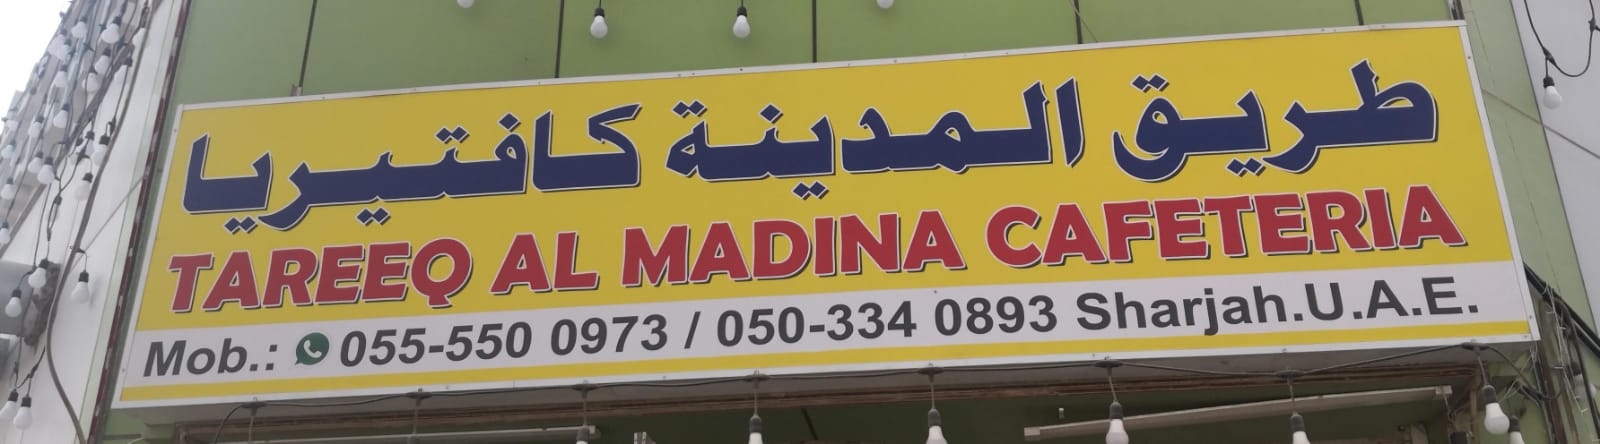 طريق المدينة كافتيريا
TAREEQ AL MADINA CAFETERIA
Mob.: 055-550 0973 / 050-334 0893 Sharjah.U.A.E.